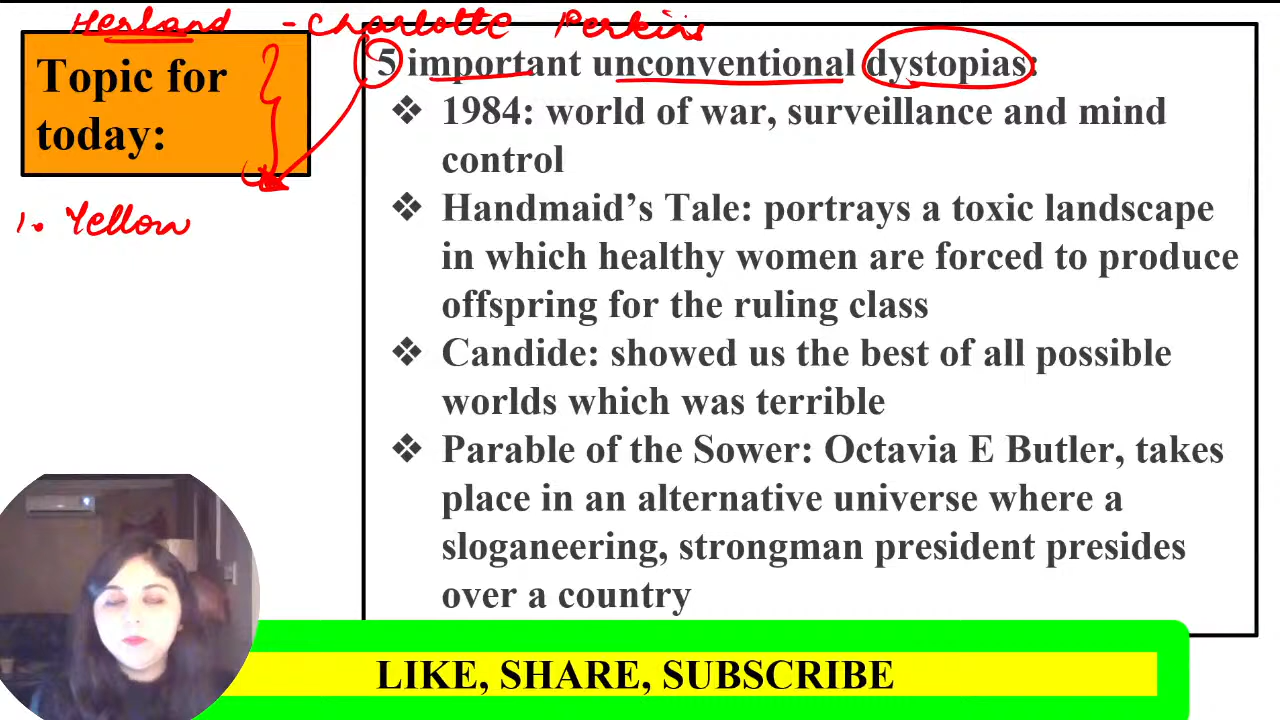 Herland - Charlotte Perkins
Topic for
today:
1. Yellow
5 important unconventional dystopias:
❖ 1984: world of war, surveillance and mind
control
❖ Handmaid's Tale: portrays a toxic landscape
in which healthy women are forced to produce
offspring for the ruling class
❖ Candide: showed us the best of all possible
worlds which was terrible
❖ Parable of the Sower: Octavia E Butler, takes
place in an alternative universe where a
sloganeering, strongman president presides
over a country
LIKE, SHARE, SUBSCRIBE